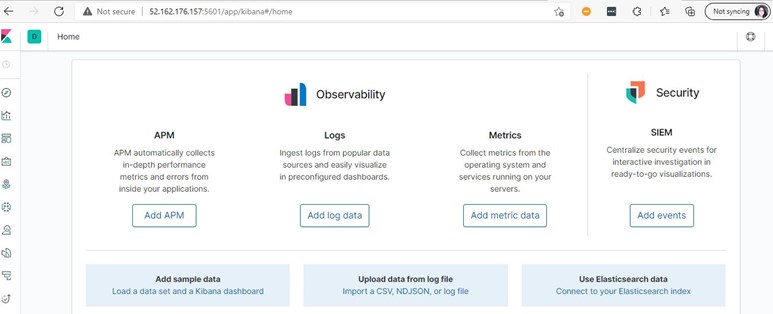 Not secure | 52.162.176.157:5601/app/kibana#/home
Not syncing
D
Home
Observability
Security
APM
APM automatically collects
in-depth performance
metrics and errors from
inside your applications.
Add APM
Logs
Ingest logs from popular data
sources and easily visualize
in preconfigured dashboards.
Add log data
Metrics
Collect metrics from the
operating system and
services running on your
servers.
Add metric data
SIEM
Centralize security events for
interactive investigation in
ready-to-go visualizations.
Add events
Add sample data
Load a data set and a Kibana dashboard
Upload data from log file
Import a CSV, NDJSON, or log file
Use Elasticsearch data
Connect to your Elasticsearch index